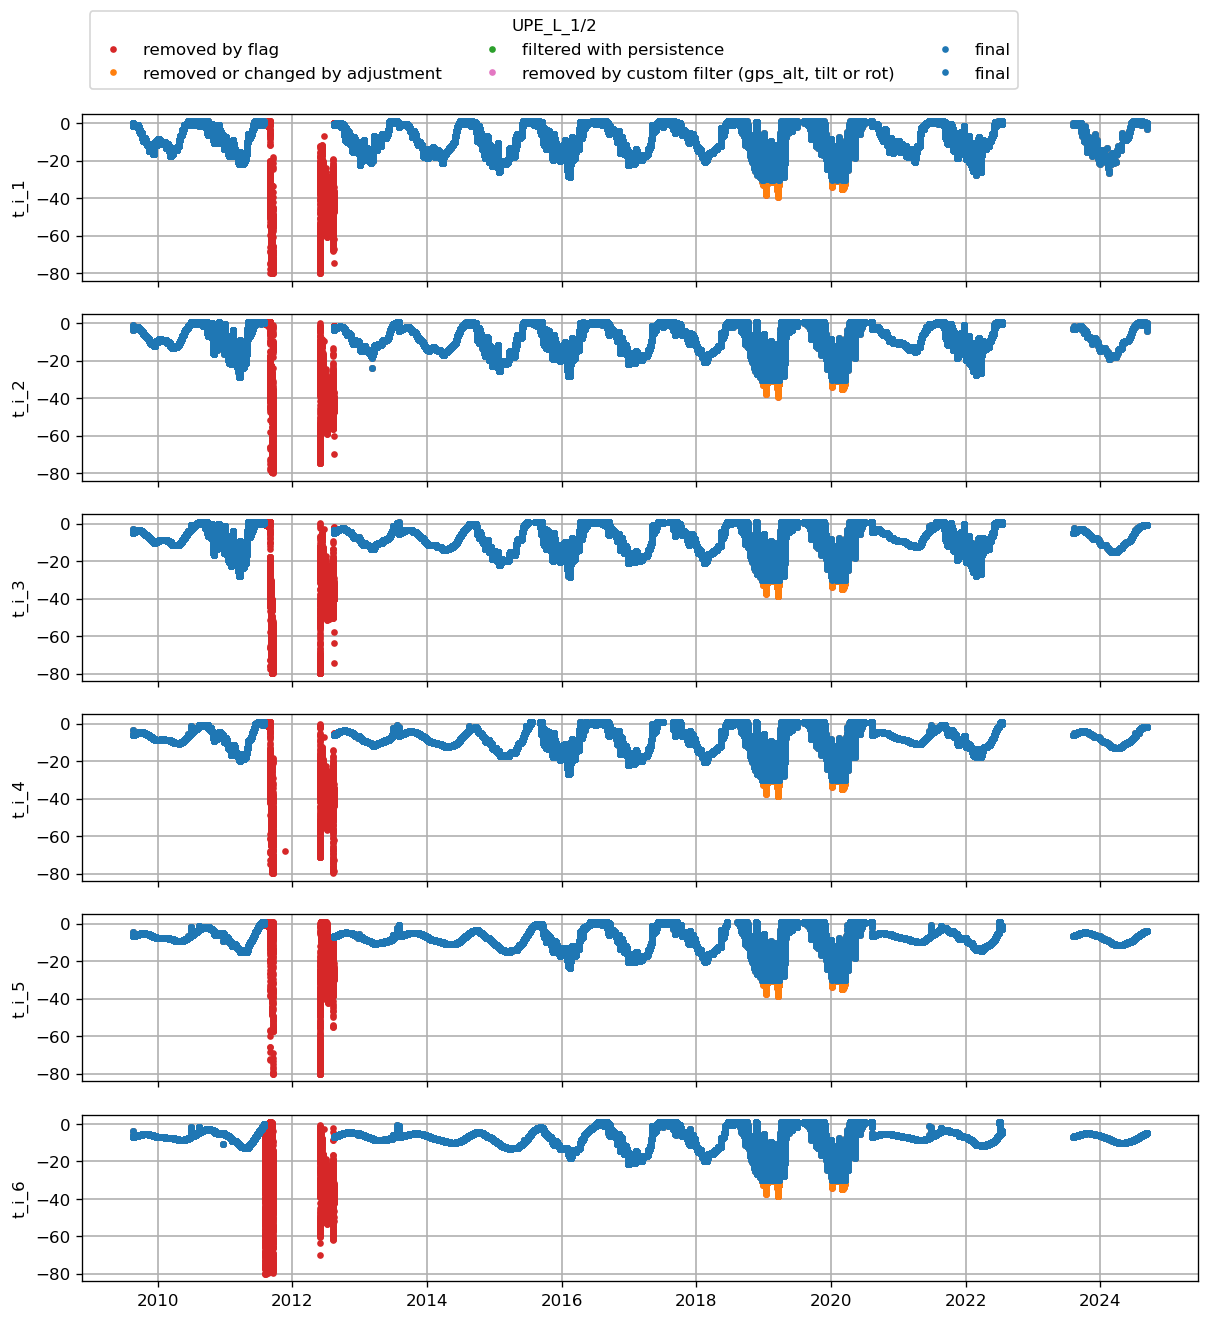 UPE_L_1/2
removed by flag
filtered with persistence
final
removed or changed by adjustment
removed by custom filter (gps_alt, tilt or rot)
final
0
−20
−40
−60
−80
t_i_1
0
−20
−40
−60
−80
t_i_2
0
−20
−40
−60
−80
t_i_3
0
−20
−40
−60
−80
t_i_4
0
−20
−40
−60
−80
t_i_5
0
−20
−40
−60
−80
t_i_6
2010 2012 2014 2016 2018 2020 2022 2024